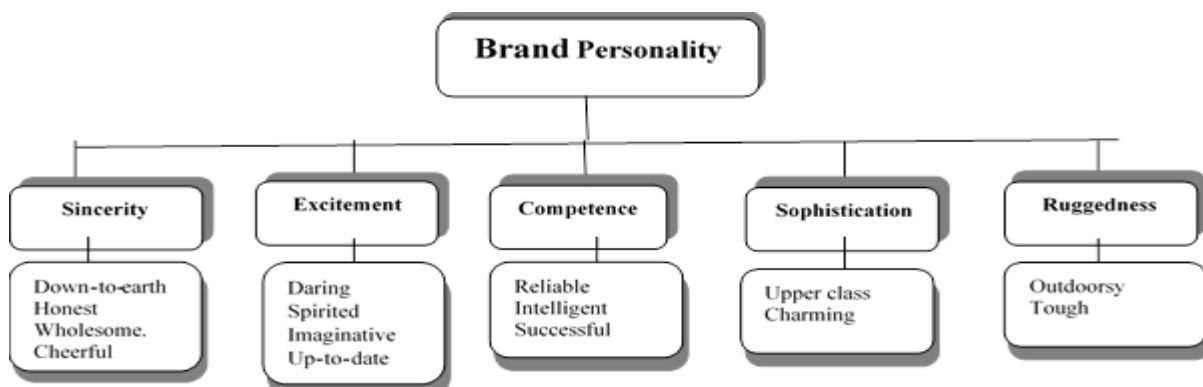 Brand Personality
Sincerity
Down-to-earth
Honest
Wholesome.
Cheerful
Excitement
Daring
Spirited
Imaginative
Up-to-date
Competence
Reliable
Intelligent
Successful
Sophistication
Upper class
Charming
Ruggedness
Outdoorsy
Tough